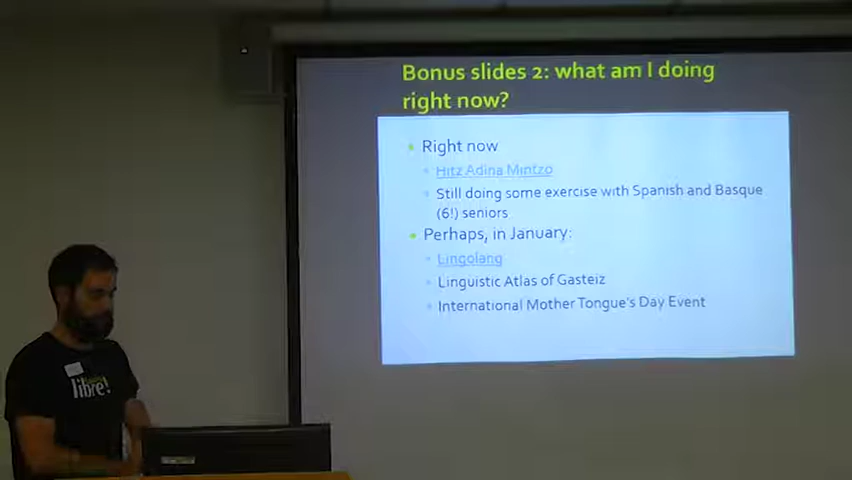 Bonus slides 2: what am I doing
right now?
Right now
Hitz Adina Mintzo
Still doing some exercise with Spanish and Basque
(6!) seniors
Perhaps, in January:
Lingolang
Linguistic Atlas of Gasteiz
International Mother Tongue's Day Event
libre!